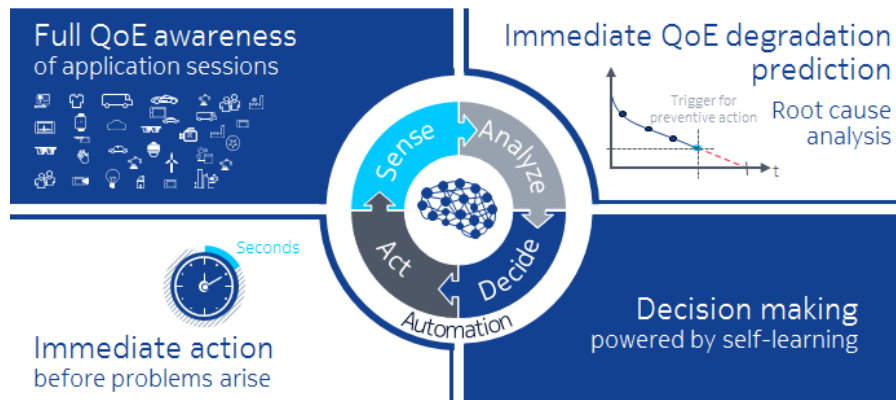 Full QoE awareness
of application sessions
Immediate QoE degradation
prediction
Trigger for
preventive action
Root cause
analysis
t
Sense
Analyze
Decide
Act
Automation
Seconds
Immediate action
before problems arise
Decision making
powered by self-learning